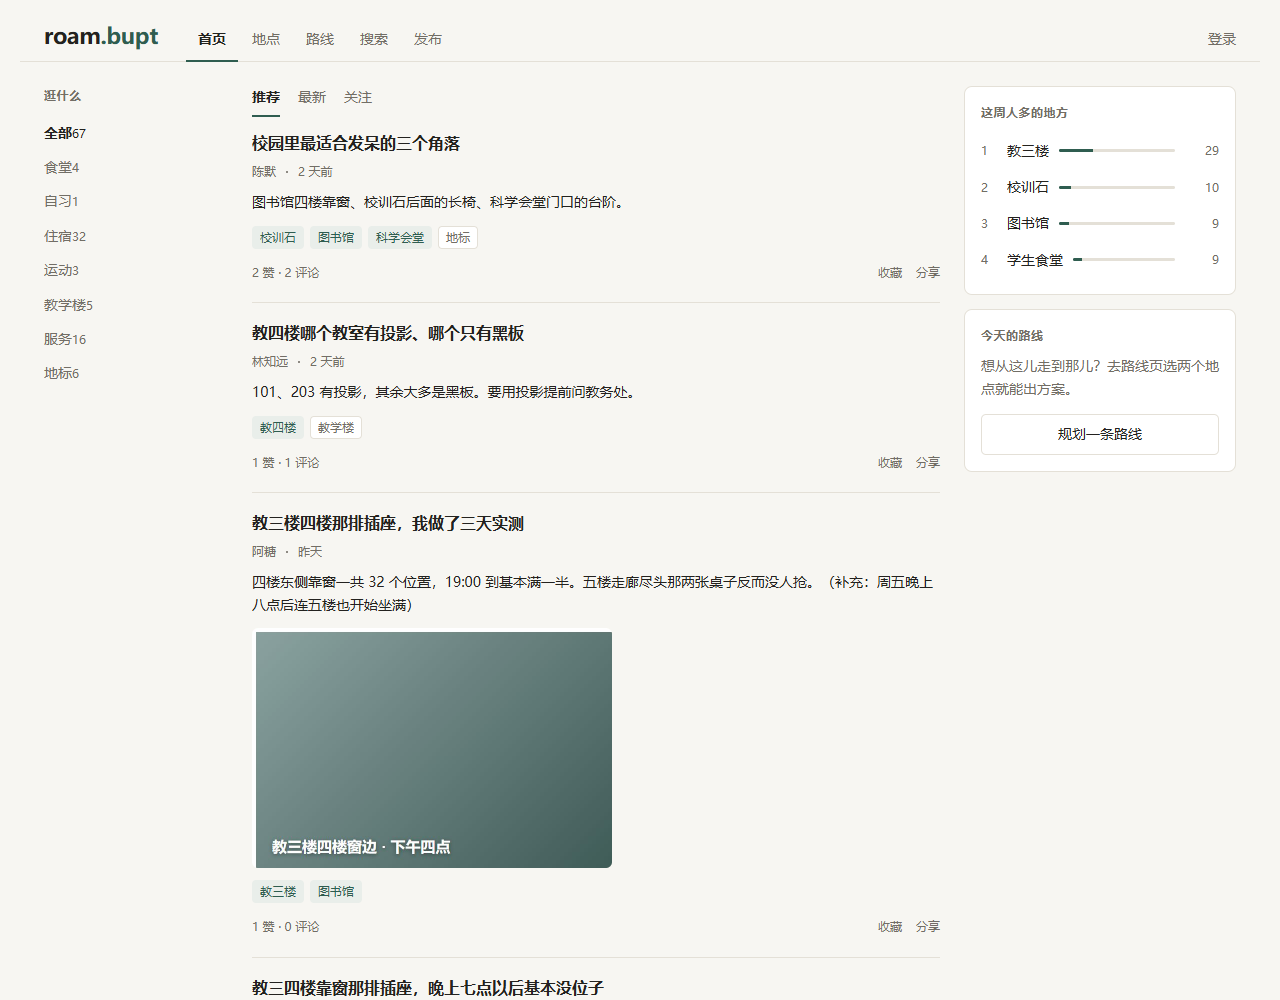 roam.bupt 首页 地点 路线 搜索 发布 登录
逛什么
全部67
食堂4
自习1
住宿32
运动3
教学楼5
服务16
地标6
推荐 最新 关注
校园里最适合发呆的三个角落
陈默 · 2 天前
图书馆四楼靠窗、校训石后面的长椅、科学会堂门口的台阶。
校训石 图书馆 科学会堂 地标
2 赞 · 2 评论 收藏 分享
教四楼哪个教室有投影、哪个只有黑板
林知远 · 2 天前
101、203 有投影，其余大多是黑板。要用投影提前问教务处。
教四楼 教学楼
1 赞 · 1 评论 收藏 分享
教三楼四楼那排插座，我做了三天实测
阿糖 · 昨天
四楼东侧靠窗一共 32 个位置，19:00 到基本满一半。五楼走廊尽头那两张桌子反而没人抢。（补充：周五晚上
八点后连五楼也开始坐满）
教三楼四楼窗边 · 下午四点
教三楼 图书馆
1 赞 · 0 评论 收藏 分享
教三四楼靠窗那排插座，晚上七点以后基本没位子
这周人多的地方
1 教三楼 29
2 校训石 10
3 图书馆 9
4 学生食堂 9
今天的路线
想从这儿走到那儿？去路线页选两个地
点就能出方案。
规划一条路线